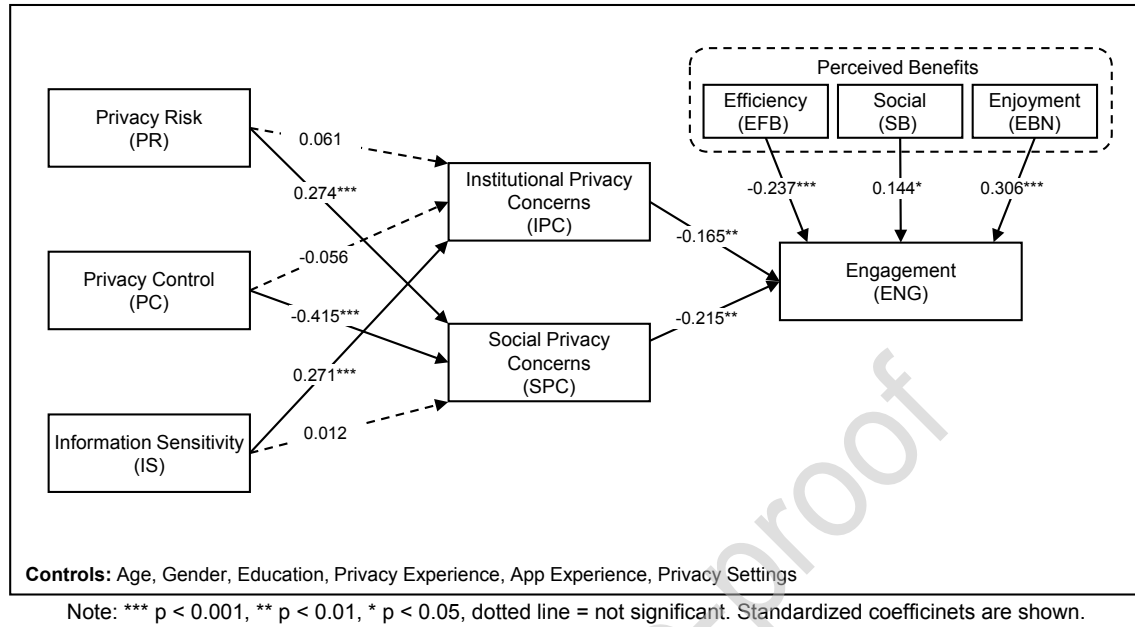 Perceived Benefits
Efficiency
(EFB)
Social
(SB)
Enjoyment
(EBN)
Privacy Risk
(PR)
0.061
0.274***
Institutional Privacy
Concerns
(IPC)
-0.237***
0.144*
0.306***
-0.165**
Privacy Control
(PC)
-0.056
-0.415***
Engagement
(ENG)
-0.215**
Social Privacy
Concerns
(SPC)
0.271***
0.012
Information Sensitivity
(IS)
Controls: Age, Gender, Education, Privacy Experience, App Experience, Privacy Settings
Note: *** p < 0.001, ** p < 0.01, * p < 0.05, dotted line = not significant. Standardized coefficinets are shown.
proof